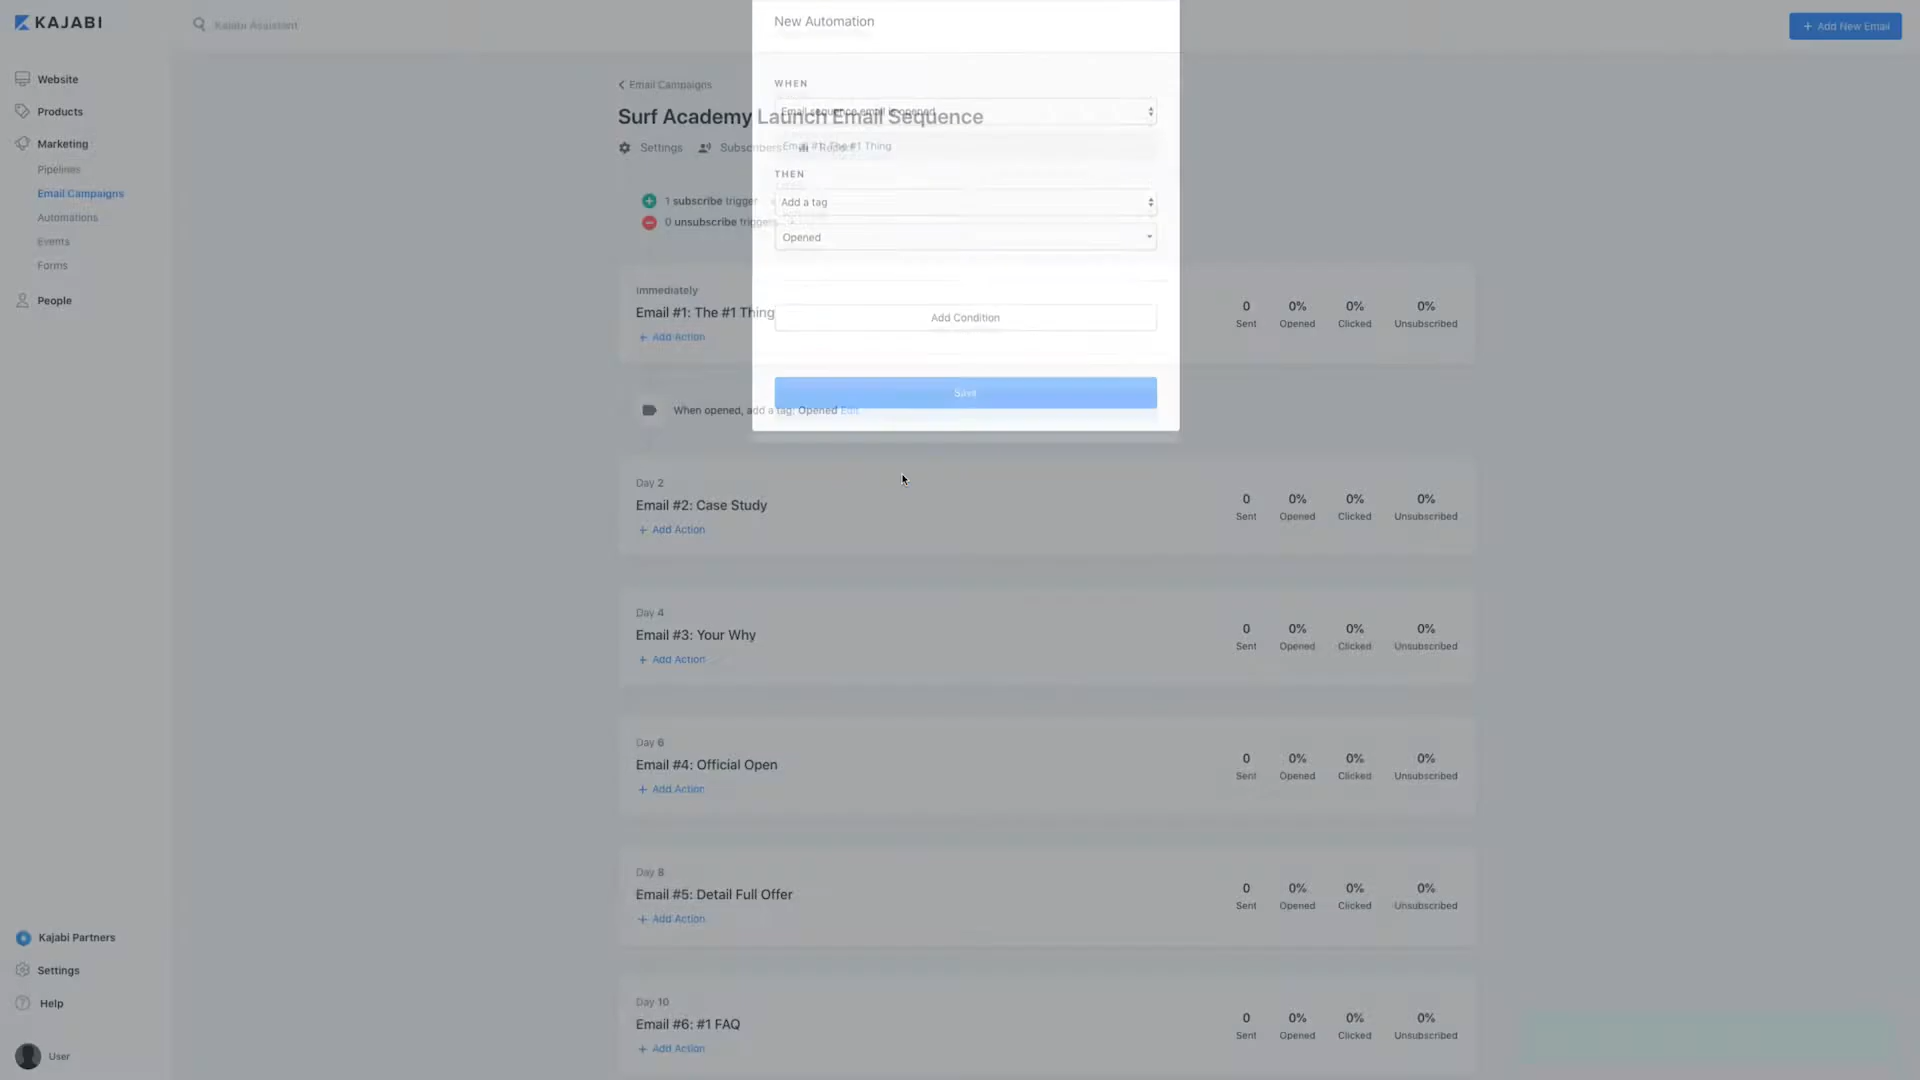 KAJABI
Kajabi Assistant
+ Add New Email
Website
Products
Marketing
Pipelines
Email Campaigns
Automations
Events
Forms
People
Kajabi Partners
Settings
Help
User
New Automation
WHEN
Email sequence email is opened
Email #1: The #1 Thing
THEN
Add a tag
Opened
Add Condition
Save
Email Campaigns
Surf Academy Launch Email Sequence
Settings
Subscribers
1 subscribe trigger
0 unsubscribe triggers
Immediately
Email #1: The #1 Thing
+ Add Action
0 0% 0% 0%
Sent Opened Clicked Unsubscribed
When opened, add a tag: Opened Edit
Day 2
Email #2: Case Study
+ Add Action
0 0% 0% 0%
Sent Opened Clicked Unsubscribed
Day 4
Email #3: Your Why
+ Add Action
0 0% 0% 0%
Sent Opened Clicked Unsubscribed
Day 6
Email #4: Official Open
+ Add Action
0 0% 0% 0%
Sent Opened Clicked Unsubscribed
Day 8
Email #5: Detail Full Offer
+ Add Action
0 0% 0% 0%
Sent Opened Clicked Unsubscribed
Day 10
Email #6: #1 FAQ
+ Add Action
0 0% 0% 0%
Sent Opened Clicked Unsubscribed